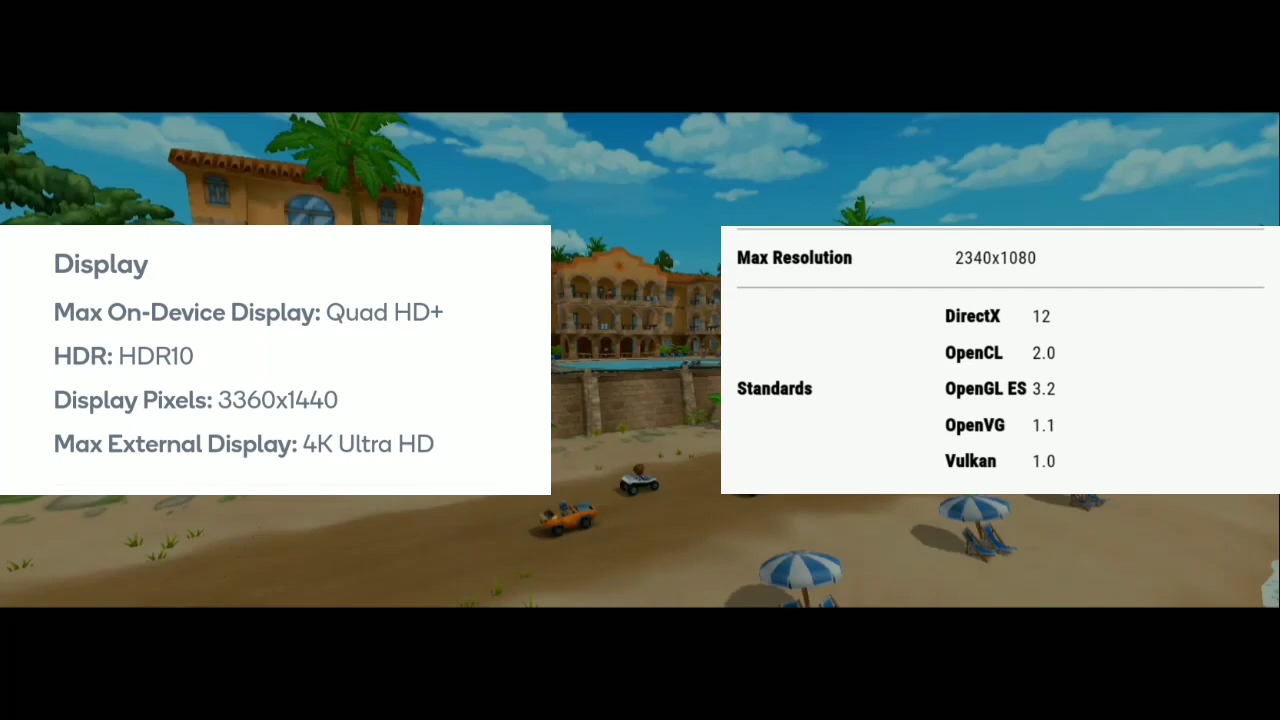 Display
Max On-Device Display: Quad HD+
HDR: HDR10
Display Pixels: 3360x1440
Max External Display: 4K Ultra HD
Max Resolution 2340x1080
Standards
DirectX 12
OpenCL 2.0
OpenGL ES 3.2
OpenVG 1.1
Vulkan 1.0